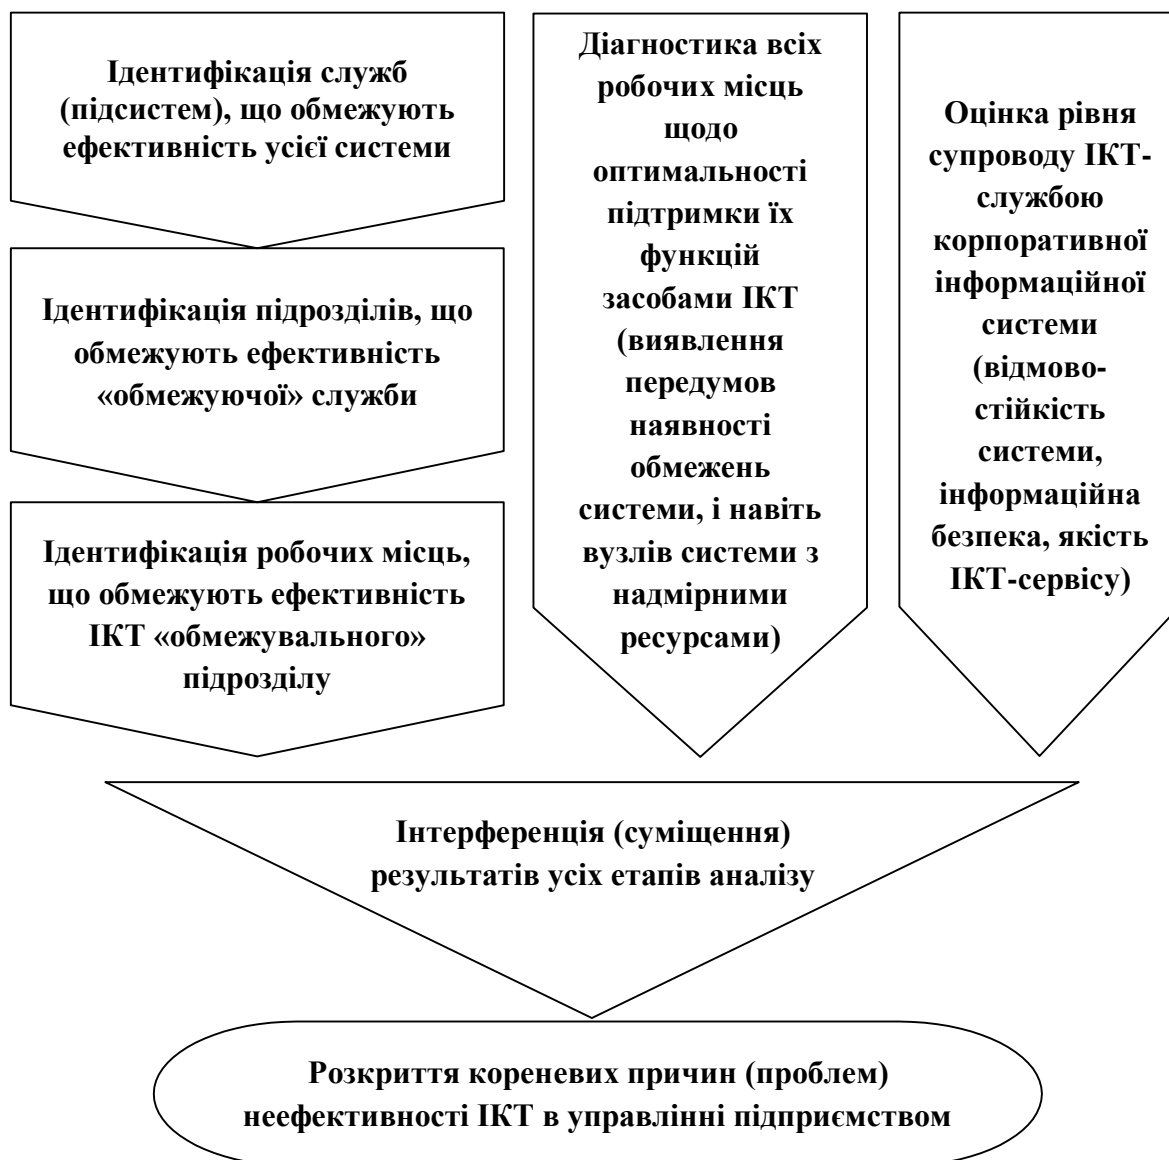 Ідентифікація служб
(підсистем), що обмежують
ефективність усієї системи
Ідентифікація підрозділів, що
обмежують ефективність
«обмежуючої» служби
Ідентифікація робочих місць,
що обмежують ефективність
ІКТ «обмежувального»
підрозділу
Діагностика всіх
робочих місць
щодо
оптимальності
підтримки їх
функцій
засобами ІКТ
(виявлення
передумов
наявності
обмежень
системи, і навіть
вузлів системи з
надмірними
ресурсами)
Оцінка рівня
супроводу ІКТ-
службою
корпоративної
інформаційної
системи
(відмово-
стійкість
системи,
інформаційна
безпека, якість
ІКТ-сервісу)
Інтерференція (суміщення)
результатів усіх етапів аналізу
Розкриття кореневих причин (проблем)
неефективності ІКТ в управлінні підприємством